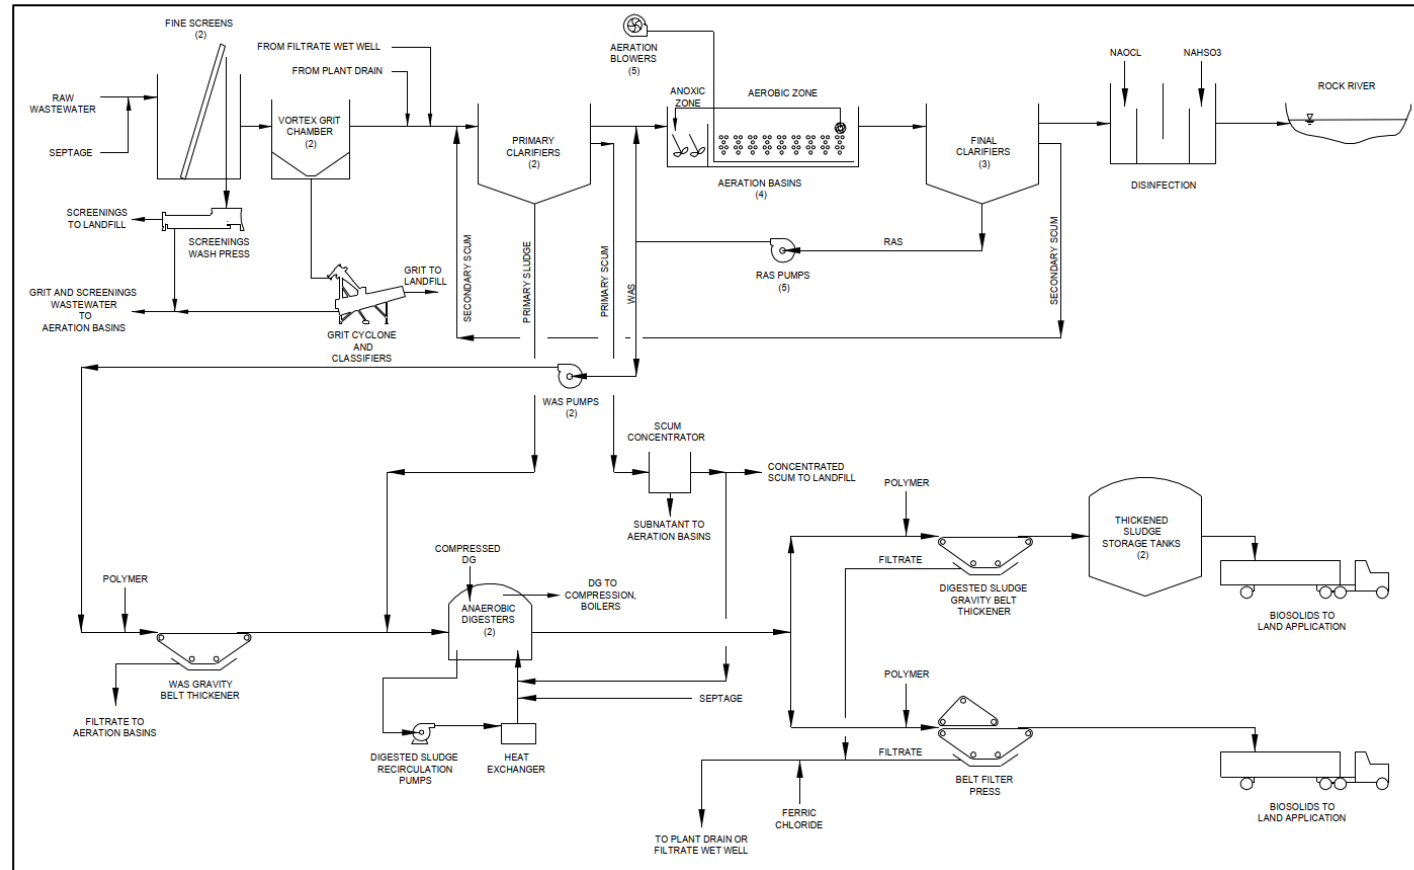 FINE SCREENS
(2)
RAW
WASTEWATER
SEPTAGE
SCREENINGS
TO LANDFILL
SCREENINGS
WASH PRESS
GRIT AND SCREENINGS
WASTEWATER
TO
AERATION BASINS
FROM FILTRATE WET WELL
FROM PLANT DRAIN
VORTEX GRIT
CHAMBER
(2)
GRIT TO
LANDFILL
GRIT CYCLONE
AND
CLASSIFIERS
SECONDARY SCUM
PRIMARY
CLARIFIERS
(2)
PRIMARY SLUDGE
PRIMARY SCUM
WAS
AERATION
BLOWERS
(5)
ANOXIC
ZONE
AEROBIC ZONE
AERATION BASINS
(4)
RAS
RAS PUMPS
(5)
FINAL
CLARIFIERS
(3)
SECONDARY SCUM
NAOCL
NAHSO3
DISINFECTION
ROCK RIVER
WAS PUMPS
(2)
SCUM
CONCENTRATOR
CONCENTRATED
SCUM TO LANDFILL
SUBNATANT TO
AERATION BASINS
POLYMER
WAS GRAVITY
BELT THICKENER
FILTRATE TO
AERATION BASINS
COMPRESSED
DG
DG TO
COMPRESSION,
BOILERS
ANAEROBIC
DIGESTERS
(2)
SEPTAGE
DIGESTED SLUDGE
RECIRCULATION
PUMPS
HEAT
EXCHANGER
POLYMER
FILTRATE
DIGESTED SLUDGE
GRAVITY BELT
THICKENER
THICKENED
SLUDGE
STORAGE TANKS
(2)
BIOSOLIDS TO
LAND APPLICATION
POLYMER
FILTRATE
BELT FILTER
PRESS
FERRIC
CHLORIDE
TO PLANT DRAIN OR
FILTRATE WET WELL
BIOSOLIDS TO
LAND APPLICATION